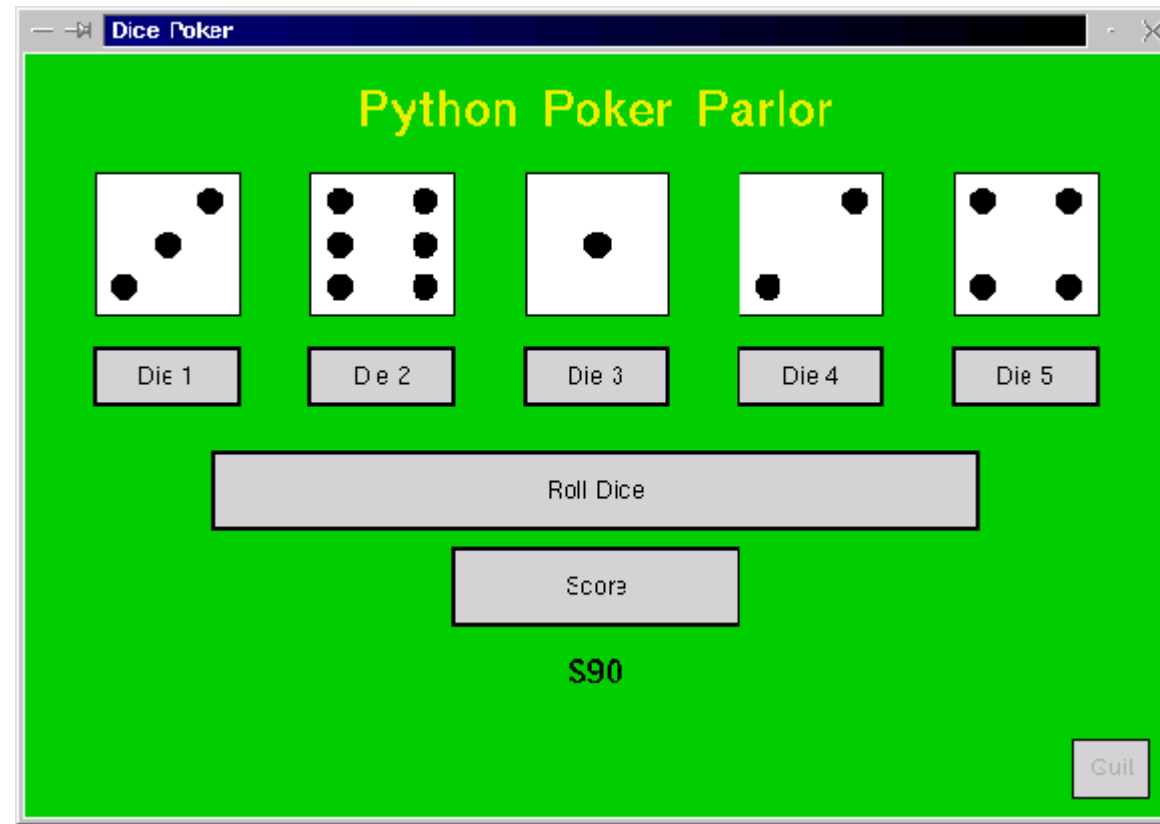 Dice Poker
Python Poker Parlor
Die 1 Die 2 Die 3 Die 4 Die 5
Roll Dice
Score
$90
Quit